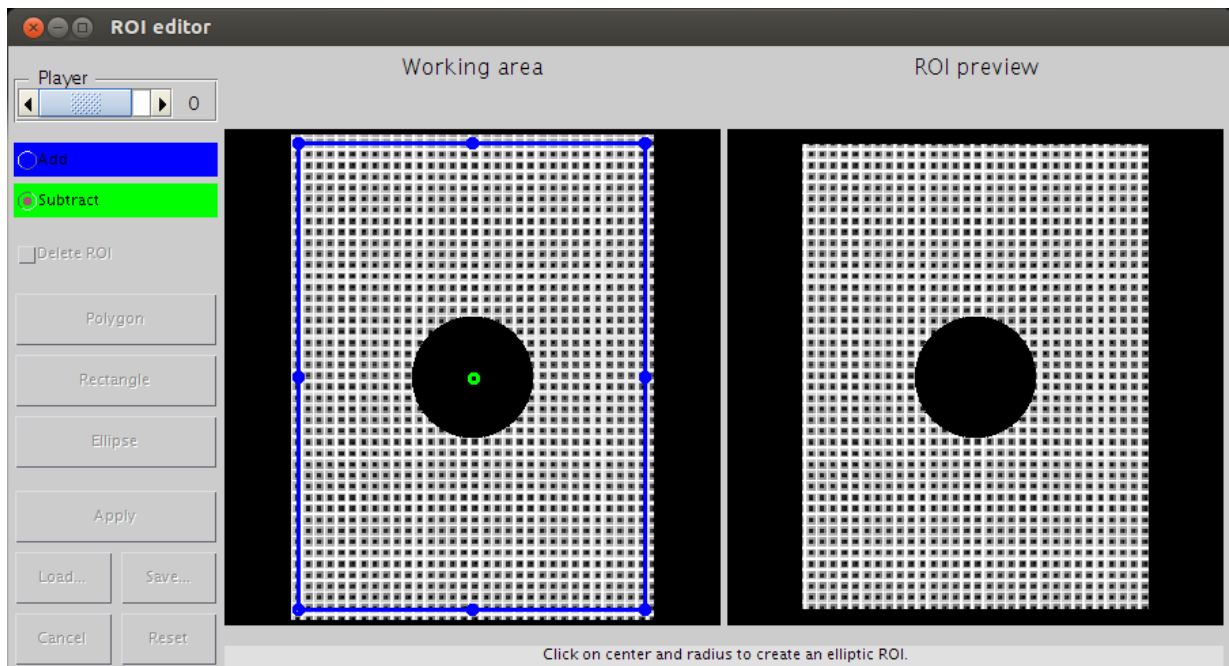 ROI editor
Working area
ROI preview
Player
0
Add
Subtract
Delete ROI
Polygon
Rectangle
Ellipse
Apply
Load...
Save...
Cancel
Reset
Click on center and radius to create an elliptic ROI.